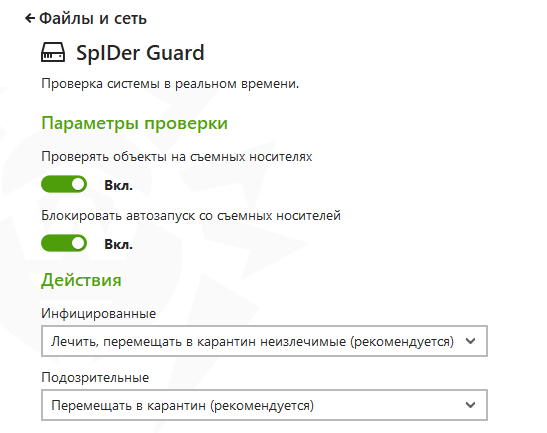 Файлы и сеть
SpIDer Guard
Проверка системы в реальном времени.
Параметры проверки
Проверять объекты на съемных носителях
Вкл.
Блокировать автозапуск со съемных носителей
Вкл.
Действия
Инфицированные
Лечить, перемещать в карантин неизлечимые (рекомендуется)
Подозрительные
Перемещать в карантин (рекомендуется)